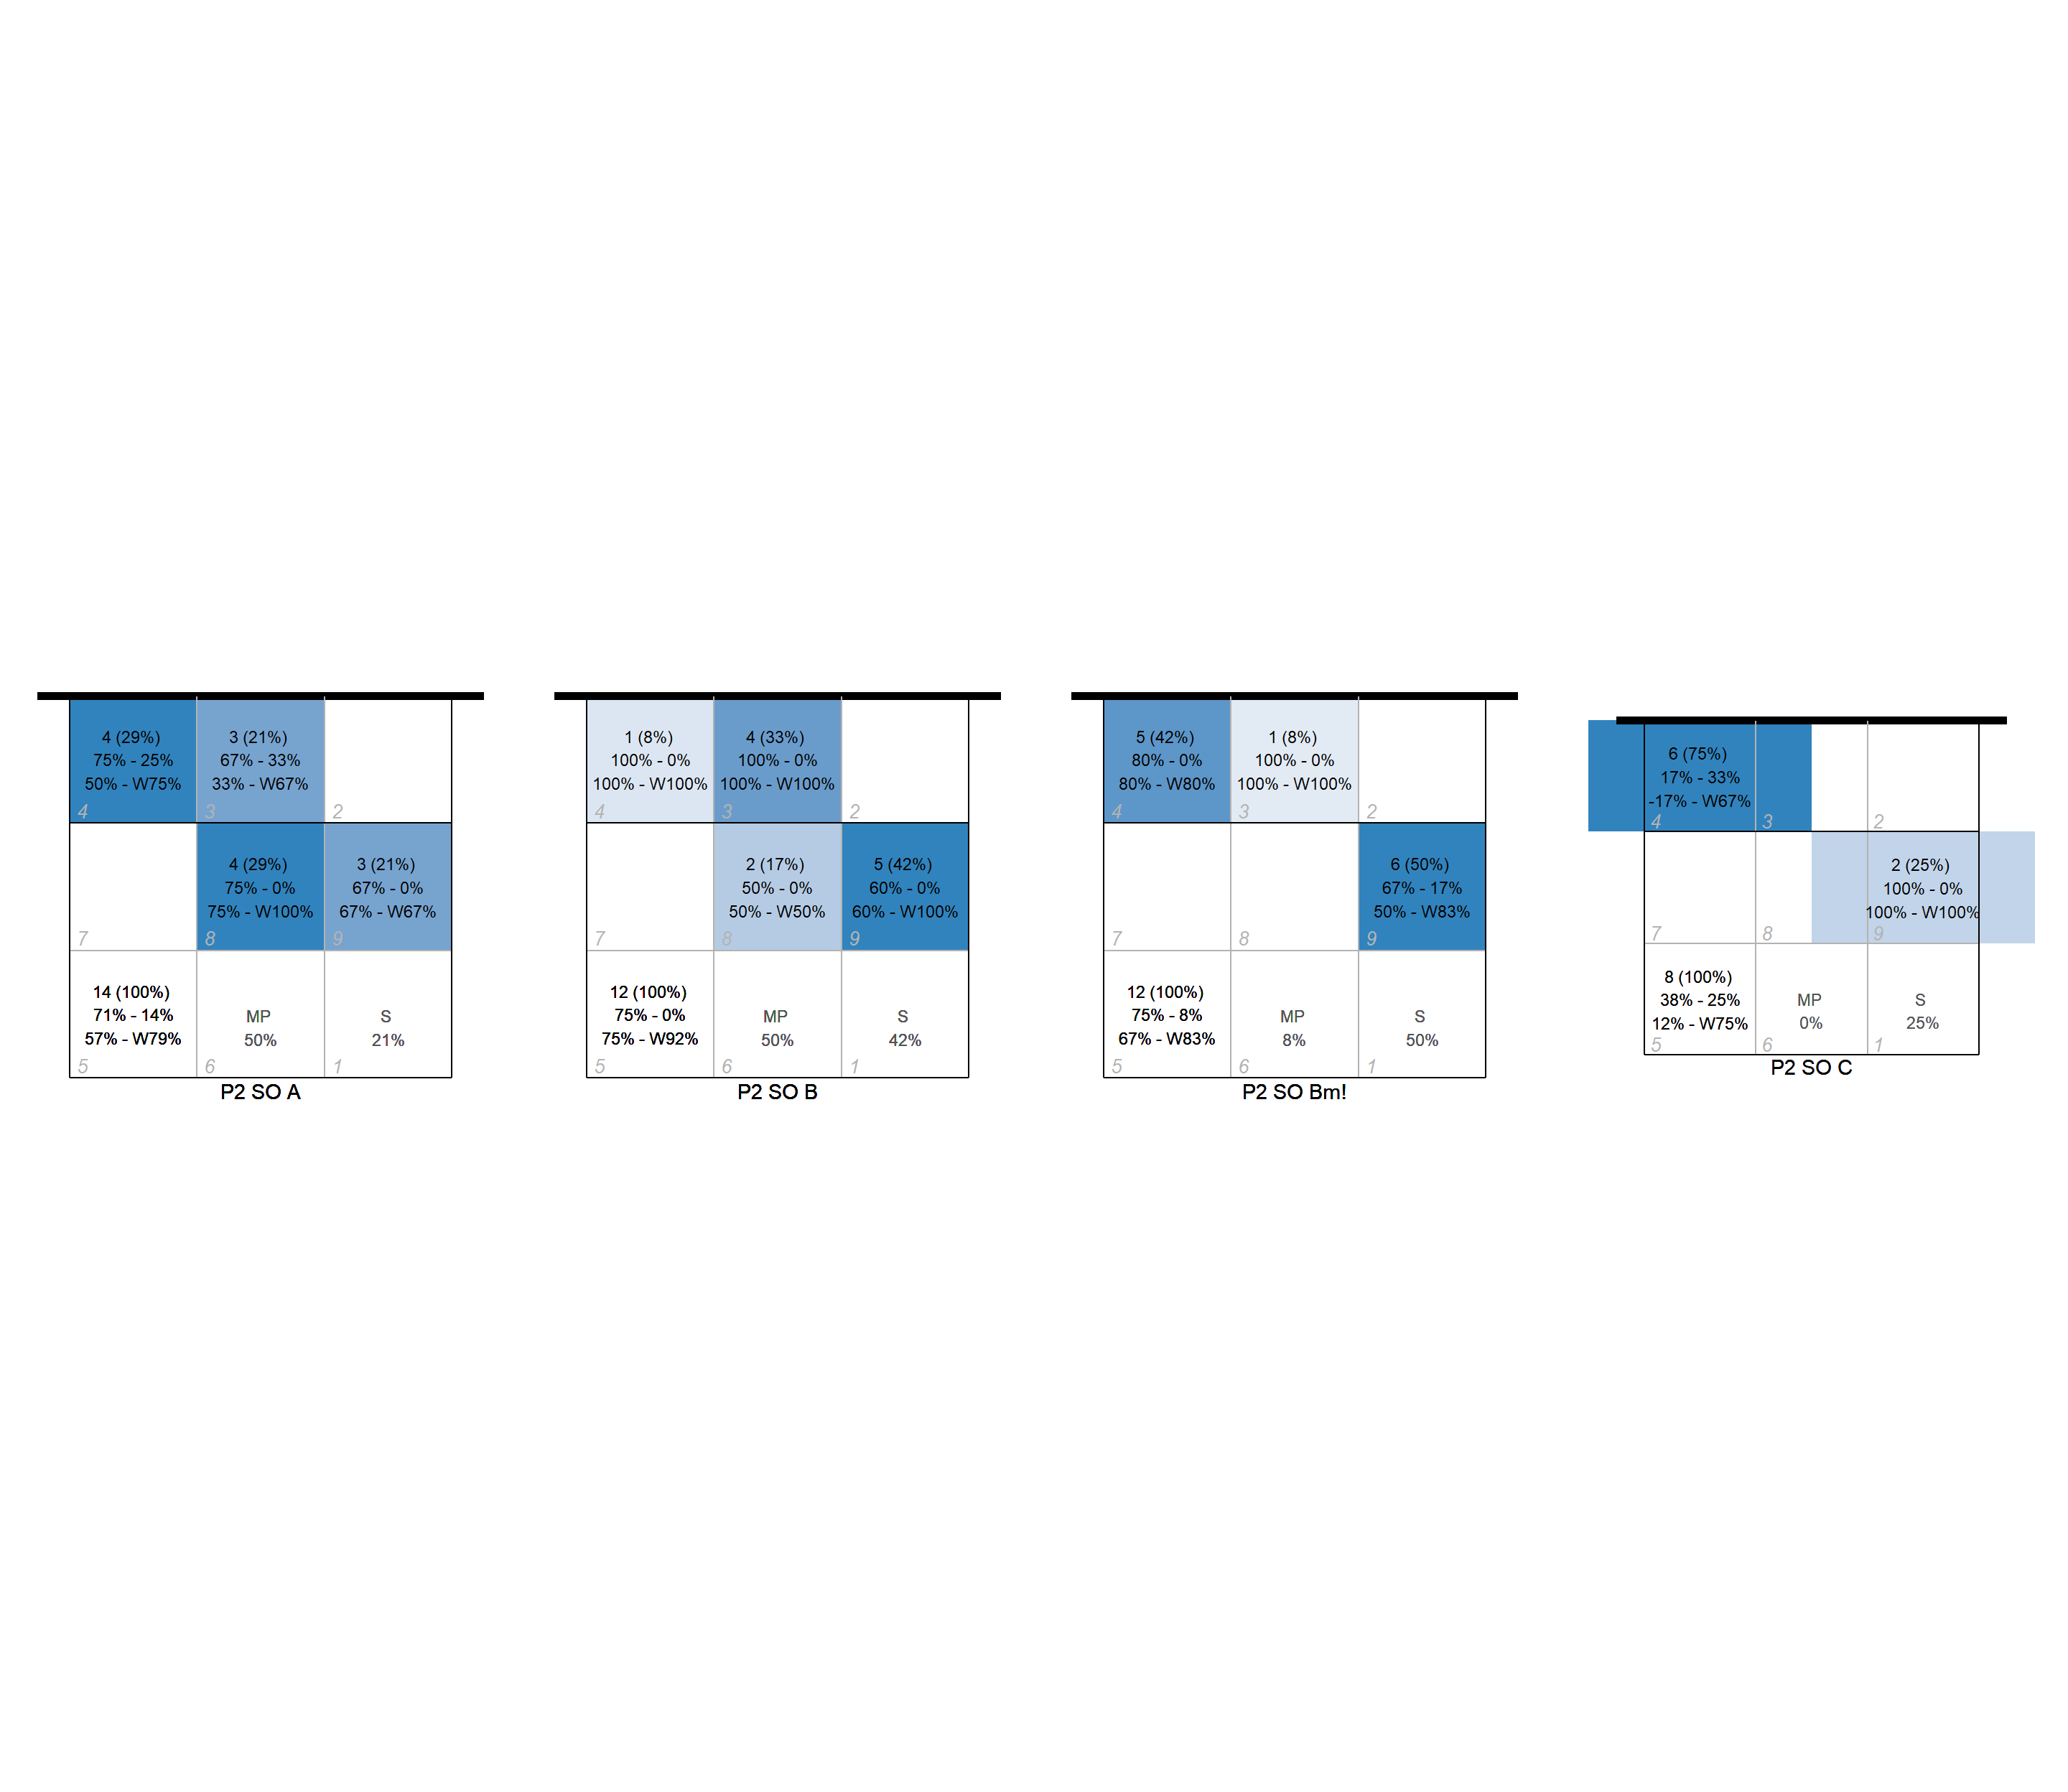 4 (29%)
75% - 25%
50% - W75%
4
3 (21%)
67% - 33%
33% - W67%
3
2
7
4 (29%)
75% - 0%
75% - W100%
8
3 (21%)
67% - 0%
67% - W67%
9
14 (100%)
71% - 14%
57% - W79%
5
MP
50%
6
S
21%
1
P2 SO A
1 (8%)
100% - 0%
100% - W100%
4
4 (33%)
100% - 0%
100% - W100%
3
2
7
2 (17%)
50% - 0%
50% - W50%
8
5 (42%)
60% - 0%
60% - W100%
9
12 (100%)
75% - 0%
75% - W92%
5
MP
50%
6
S
42%
1
P2 SO B
5 (42%)
80% - 0%
80% - W80%
4
1 (8%)
100% - 0%
100% - W100%
3
2
7
8
6 (50%)
67% - 17%
50% - W83%
9
12 (100%)
75% - 8%
67% - W83%
5
MP
8%
6
S
50%
1
P2 SO Bm!
6 (75%)
17% - 33%
-17% - W67%
4
3
2
7
8
2 (25%)
100% - 0%
100% - W100%
9
8 (100%)
38% - 25%
12% - W75%
5
MP
0%
6
S
25%
1
P2 SO C